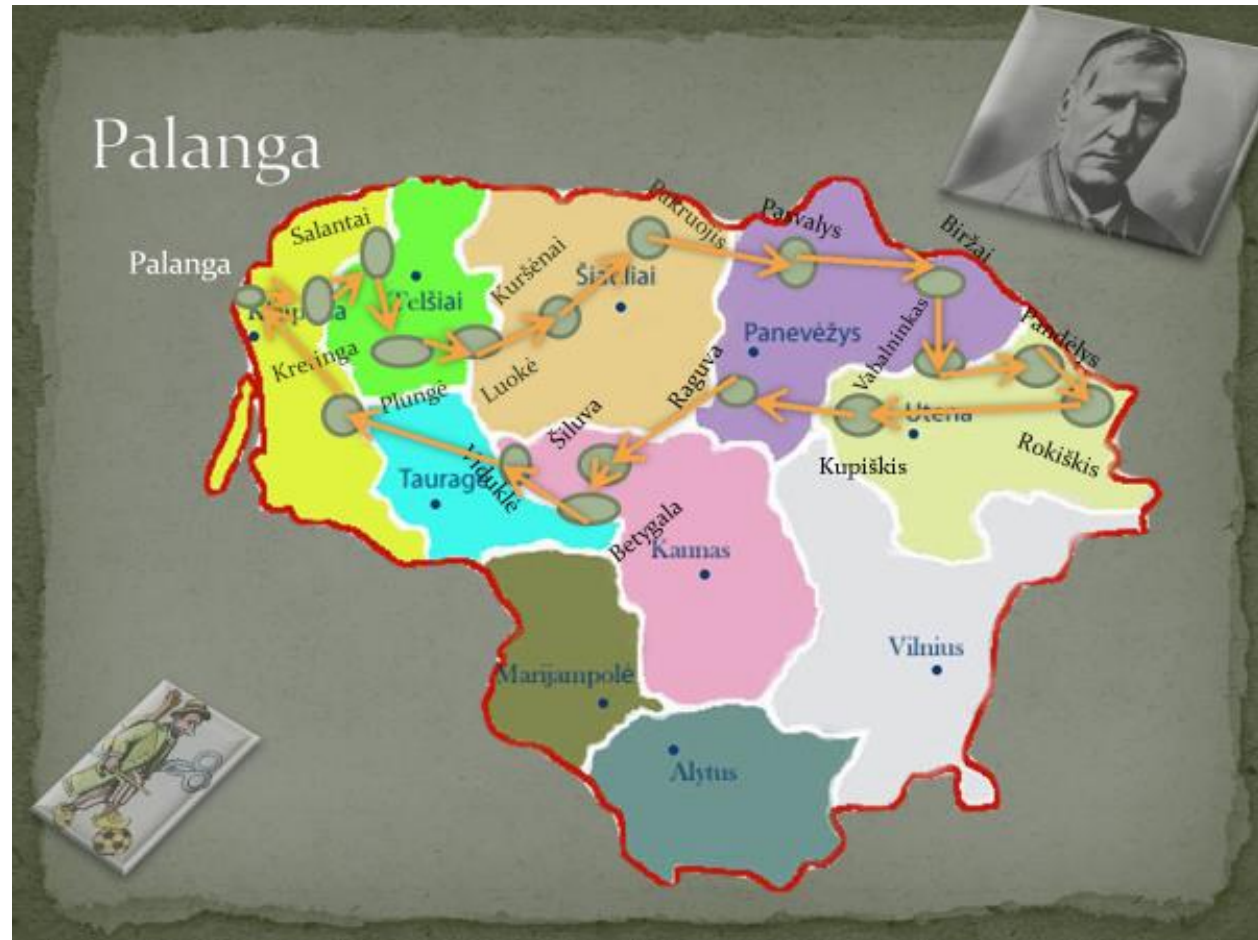 Palanga
Palanga
Salantai
Kretinga
Plungė
Telšiai
Luokė
Kuršėnai
Šiauliai
Pakruojis
Pasvalys
Biržai
Panevėžys
Vabalninkas
Pandėlys
Utena
Rokiškis
Kupiškis
Raguva
Šiluva
Betygala
Viduklė
Tauragė
Kaunas
Marijampolė
Vilnius
Alytus